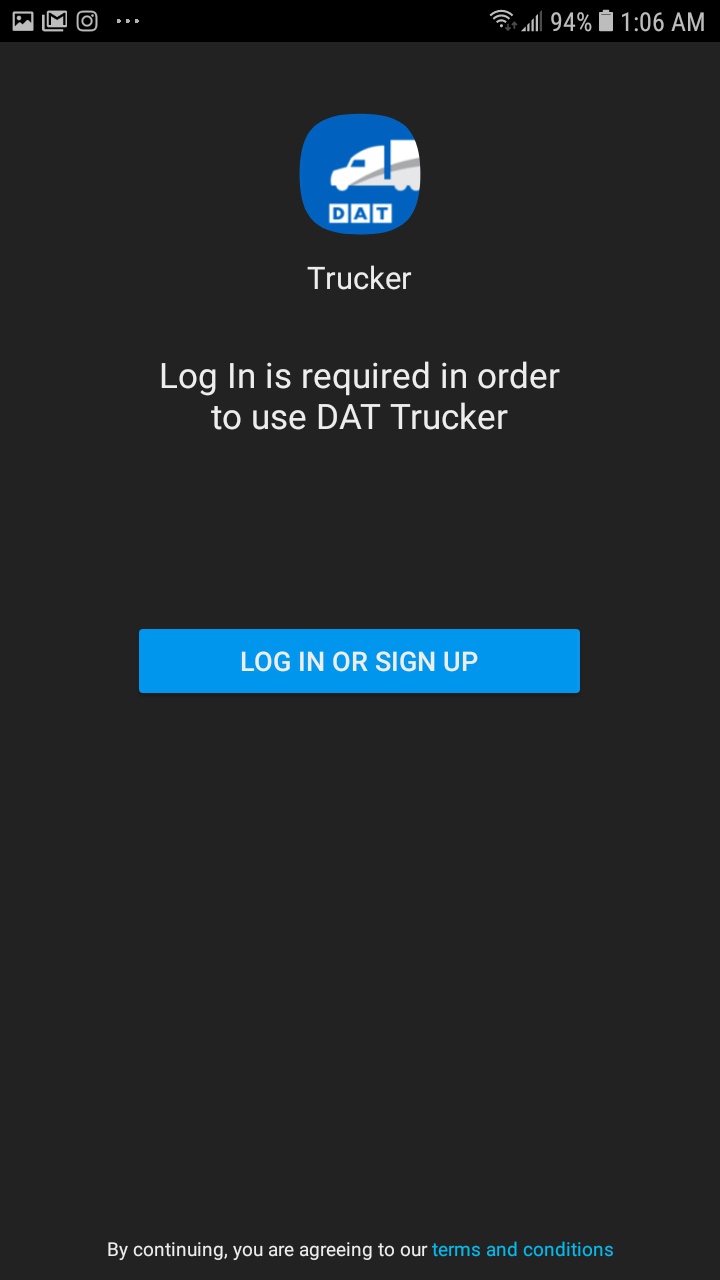 94% 1:06 AM
DAT
Trucker
Log In is required in order
to use DAT Trucker
LOG IN OR SIGN UP
By continuing, you are agreeing to our terms and conditions